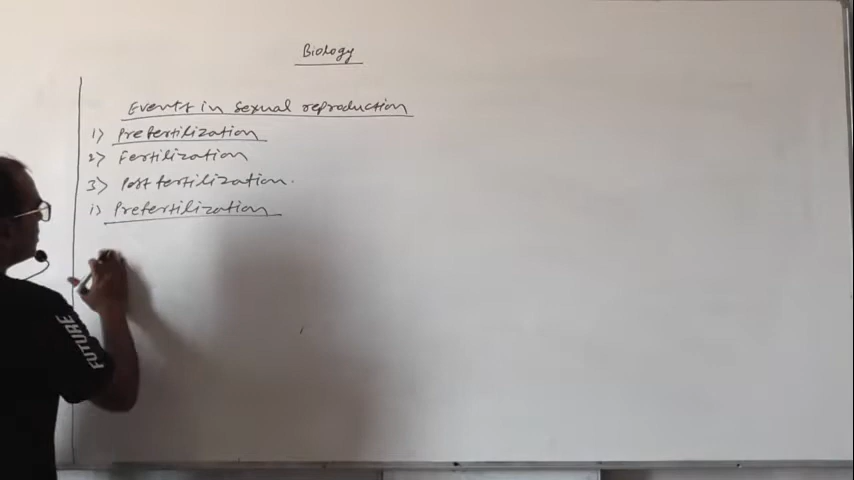 Biology
Events in sexual reproduction
1) Prefertilization
2) Fertilization
3) Post fertilization.
i) Prefertilization
FUTURE